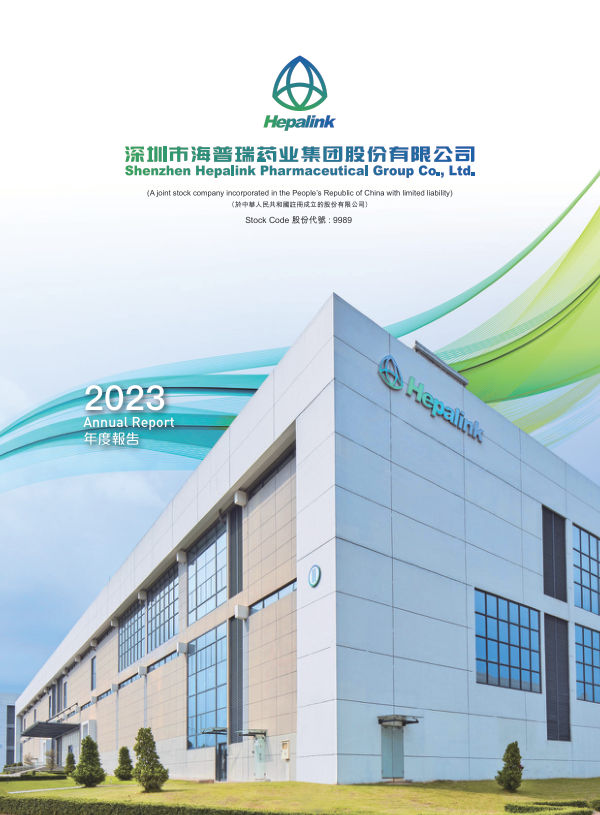 Hepalink
深圳市海普瑞药业集团股份有限公司
Shenzhen Hepalink Pharmaceutical Group Co., Ltd.
(A joint stock company incorporated in the People's Republic of China with limited liability)
(於中華人民共和國註冊成立的股份有限公司)
Stock Code 股份代號 : 9989
2023
Annual Report
年度報告
Hepalink